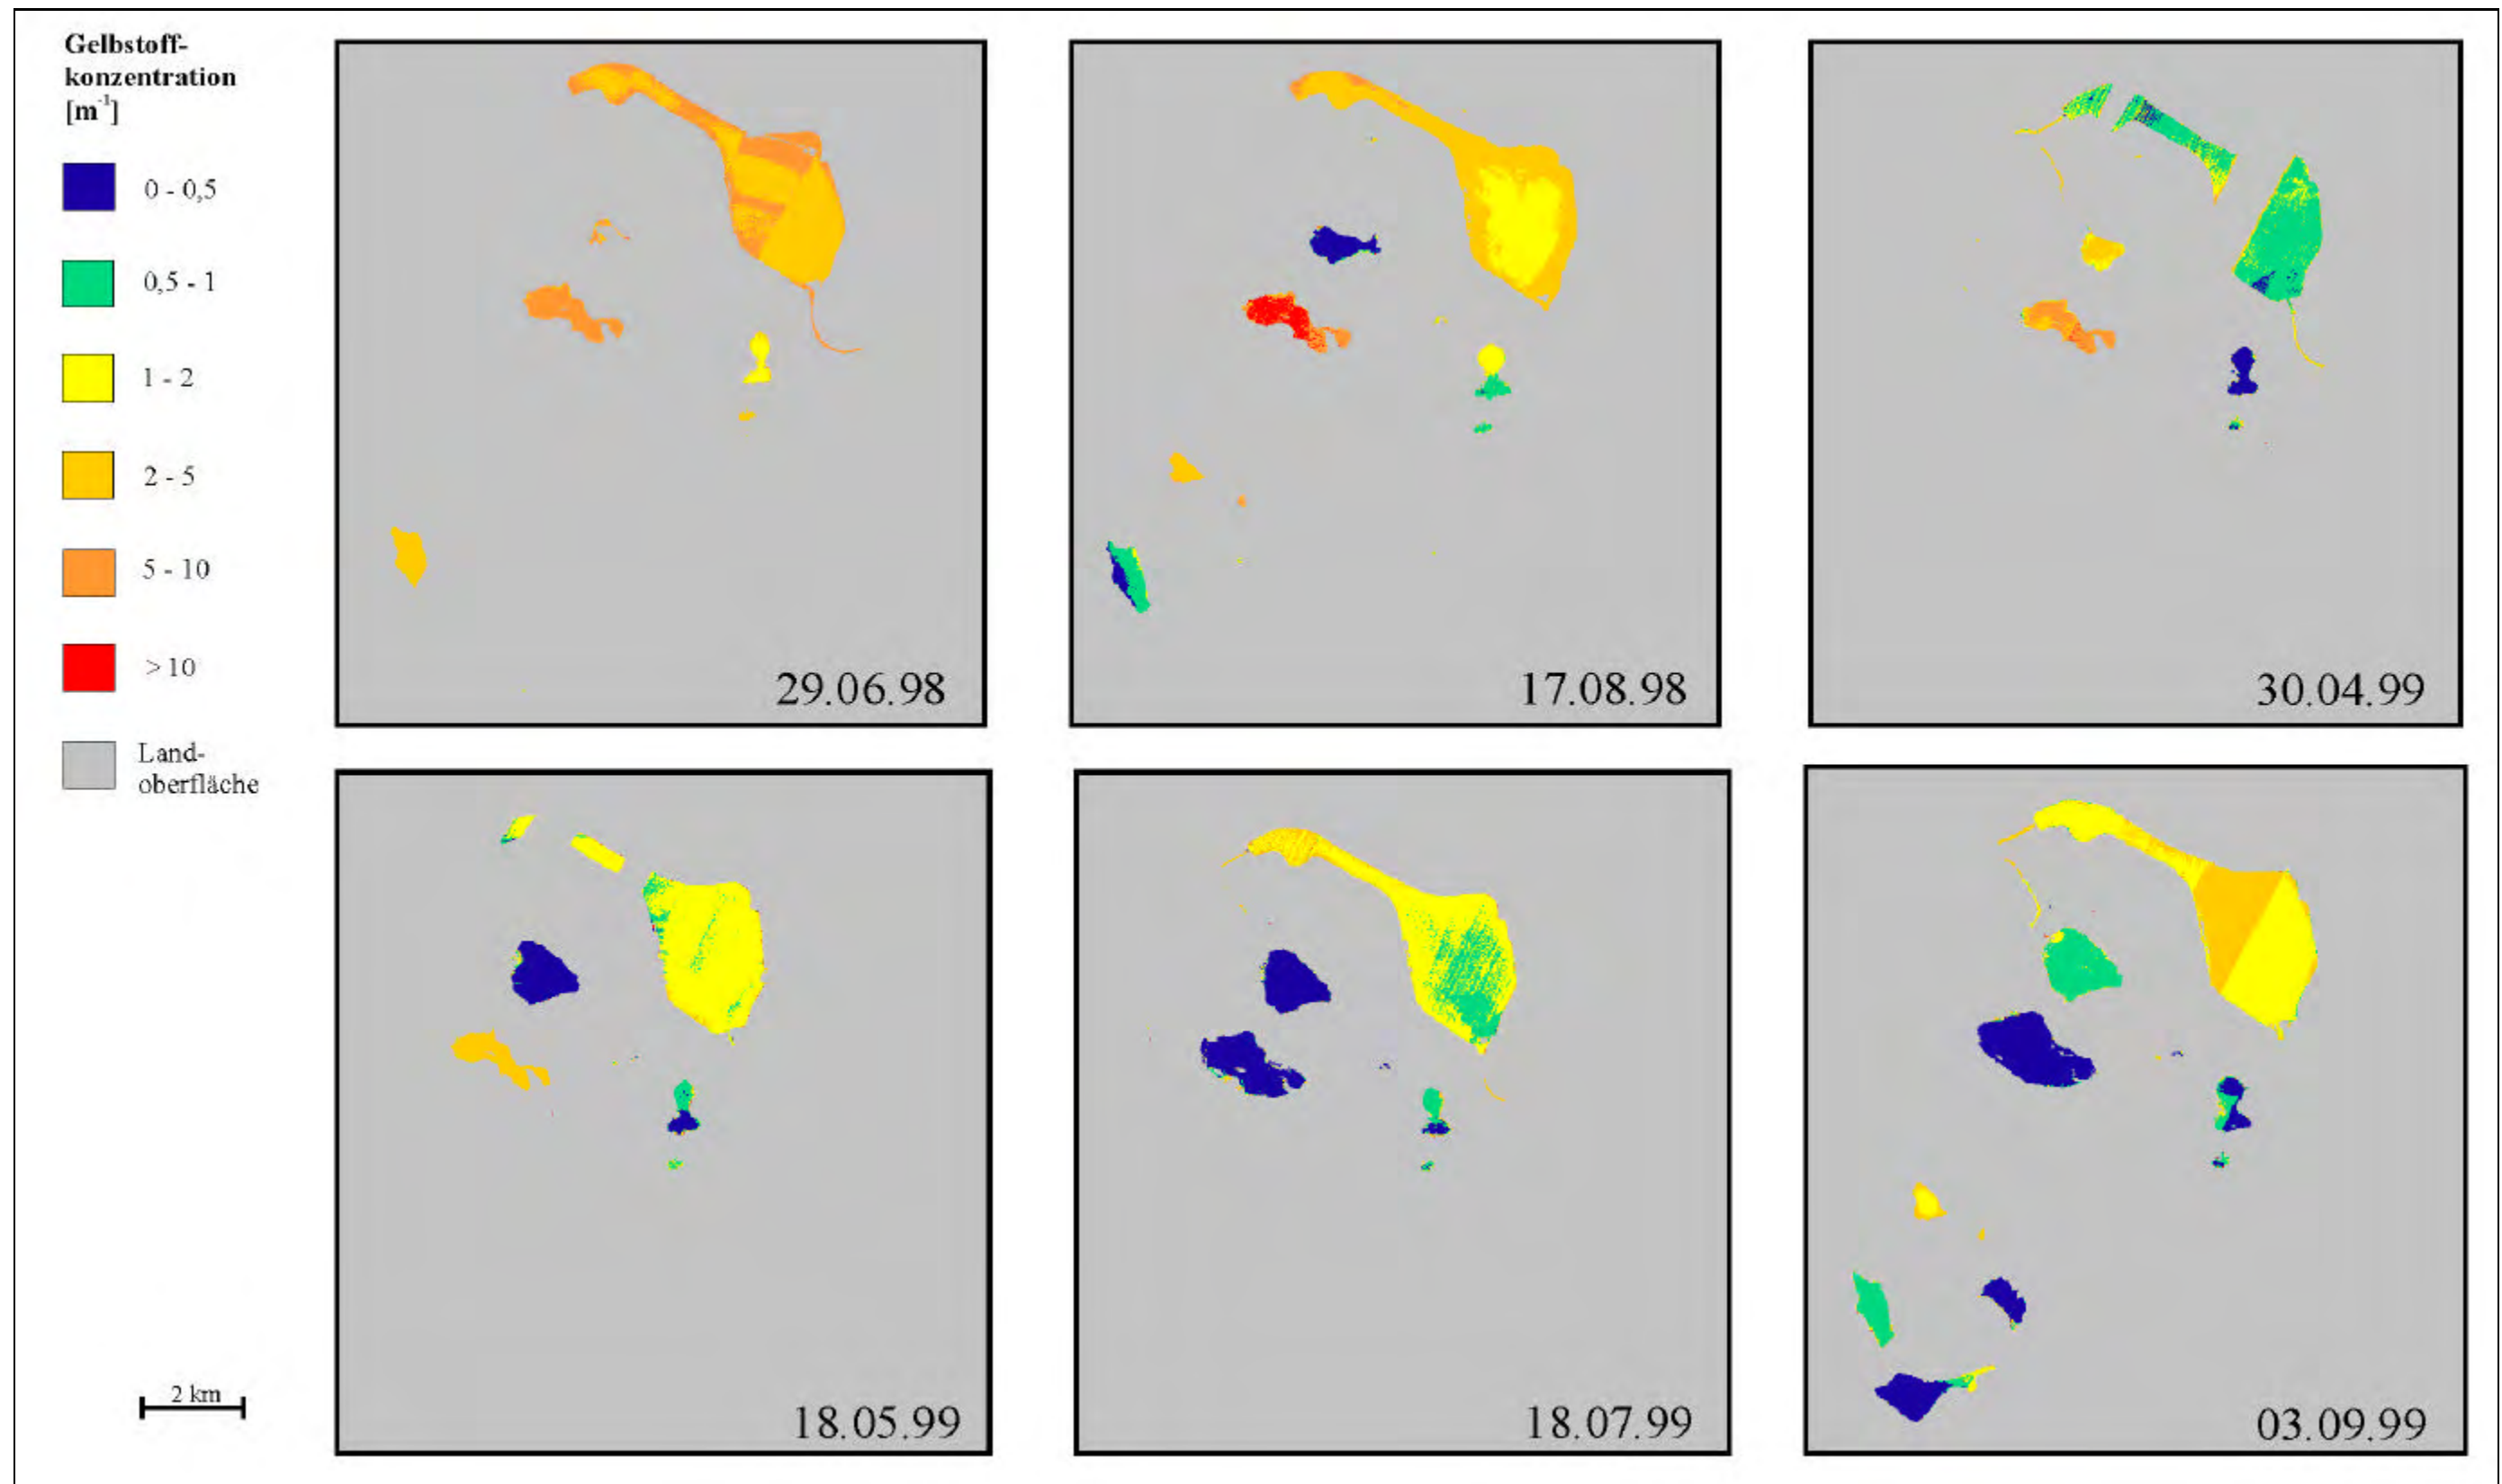 Gelbstoff-
konzentration
[m⁻¹]
0 - 0,5
0,5 - 1
1 - 2
2 - 5
5 - 10
> 10
Land-
oberfläche
2 km
29.06.98
17.08.98
30.04.99
18.05.99
18.07.99
03.09.99